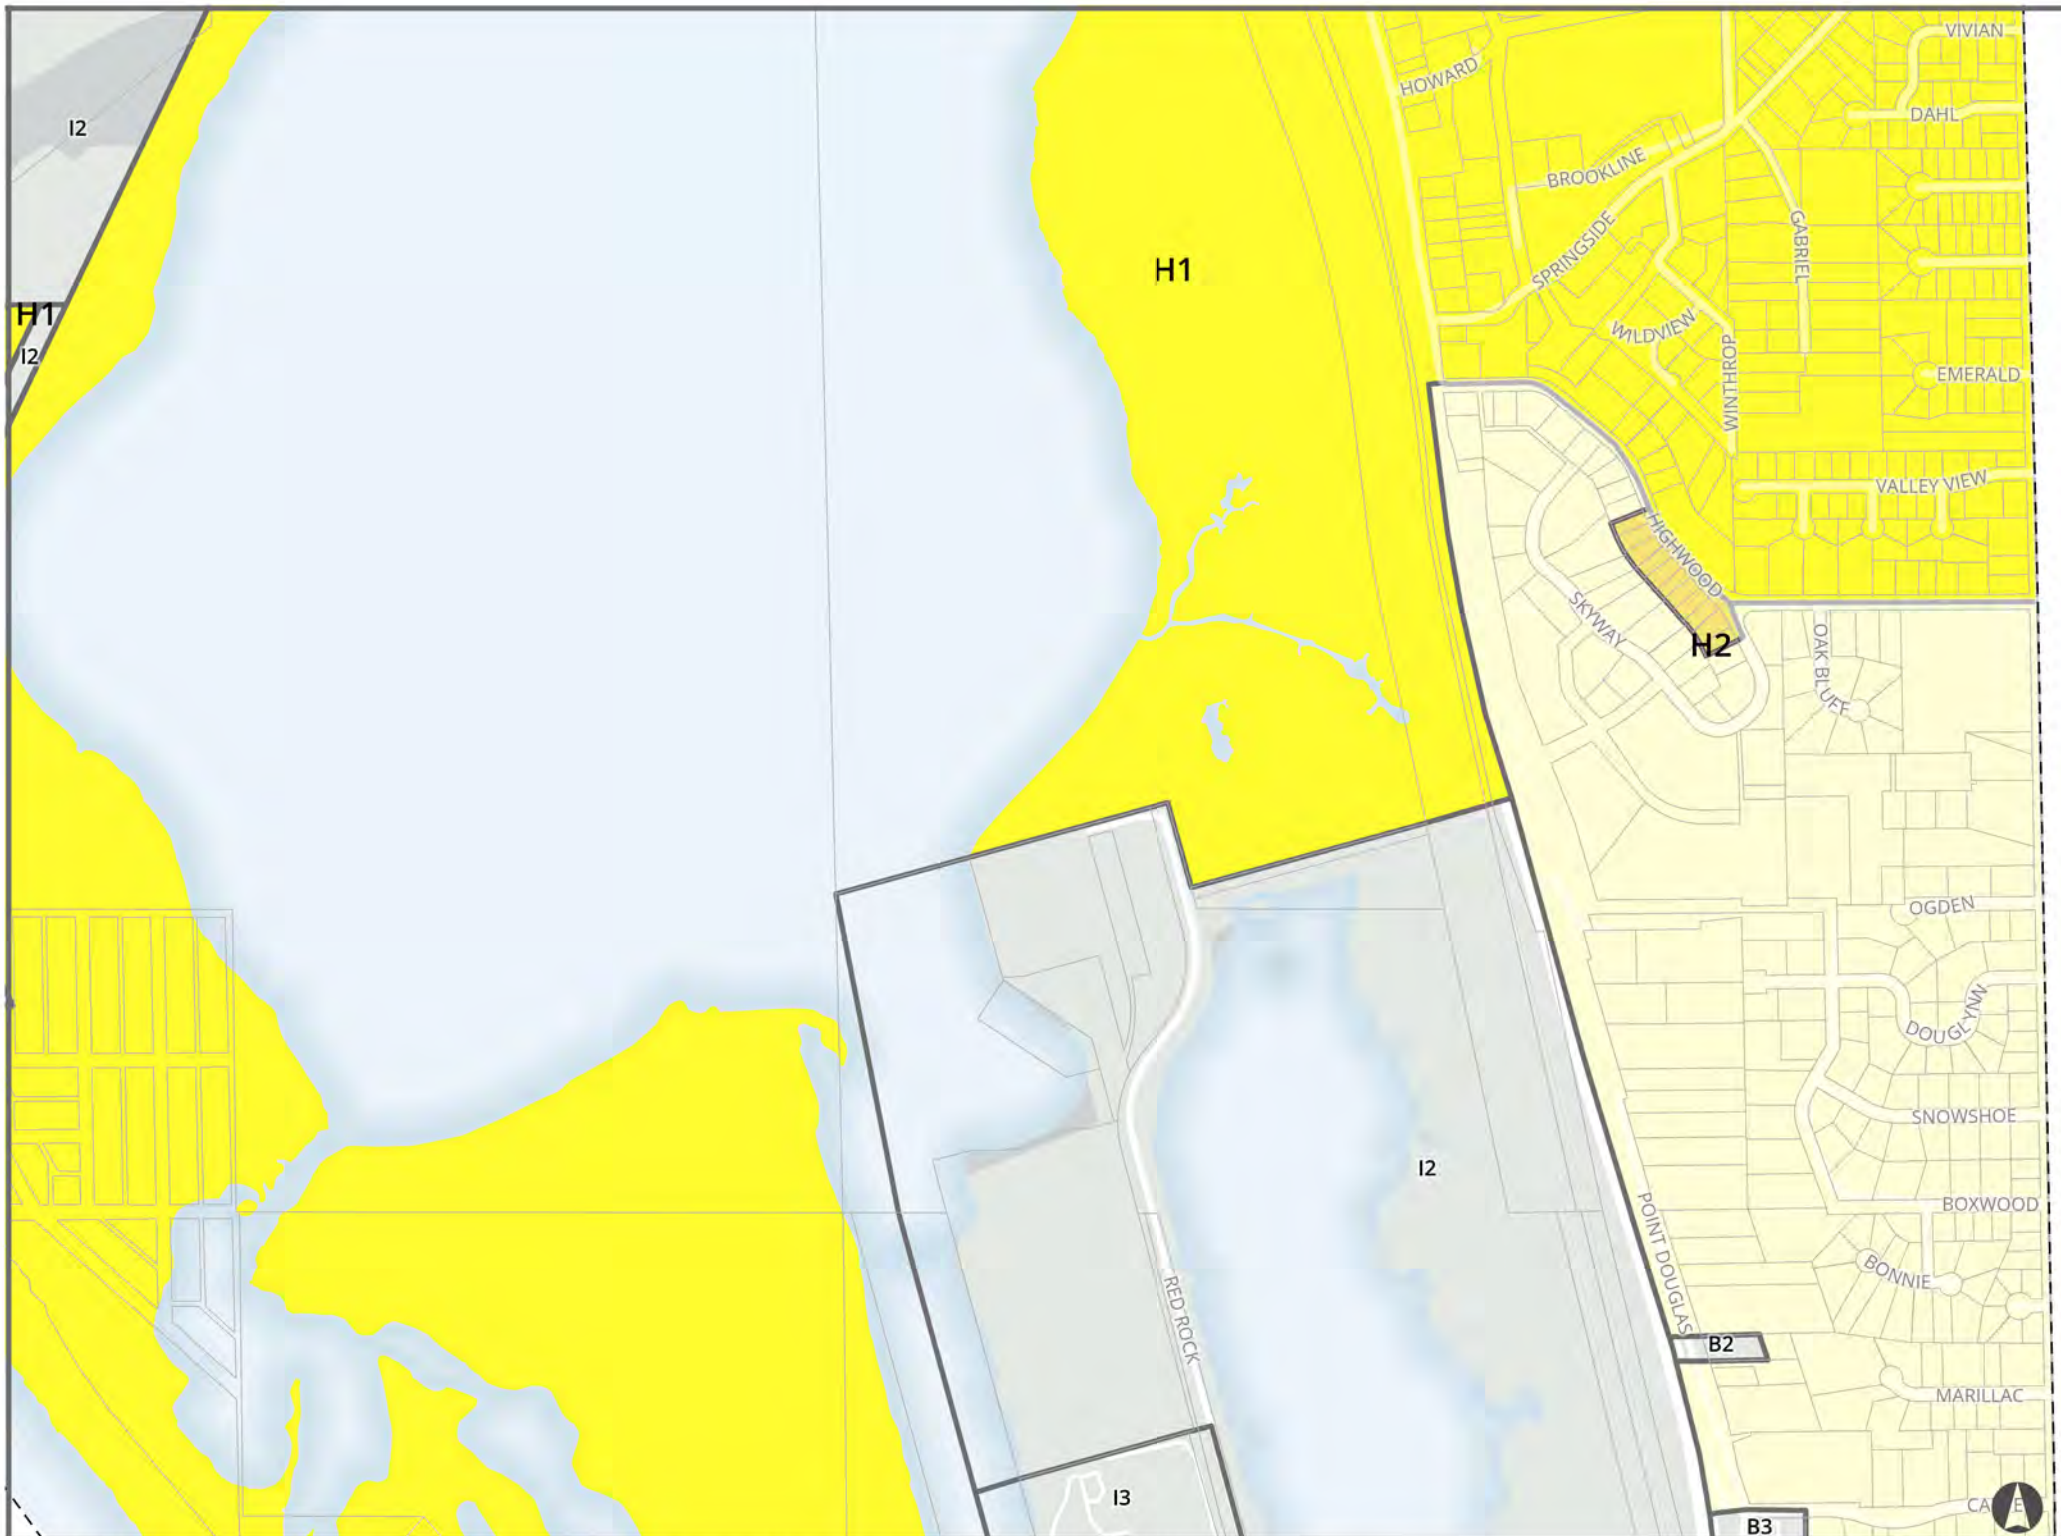 VIVIAN
HOWARD
DAHL
I2
BROOKLINE
SPRINGSIDE
GABRIEL
H1
H1
WILDVIEW
I2
WINTHROP
EMERALD
VALLEY VIEW
HIGHWOOD
SKYWAY
H2
OAK BLUFF
OGDEN
DOUGLYNN
SNOWSHOE
I2
BOXWOOD
POINT DOUGLAS
BONNIE
RED ROCK
B2
MARILLAC
I3
B3